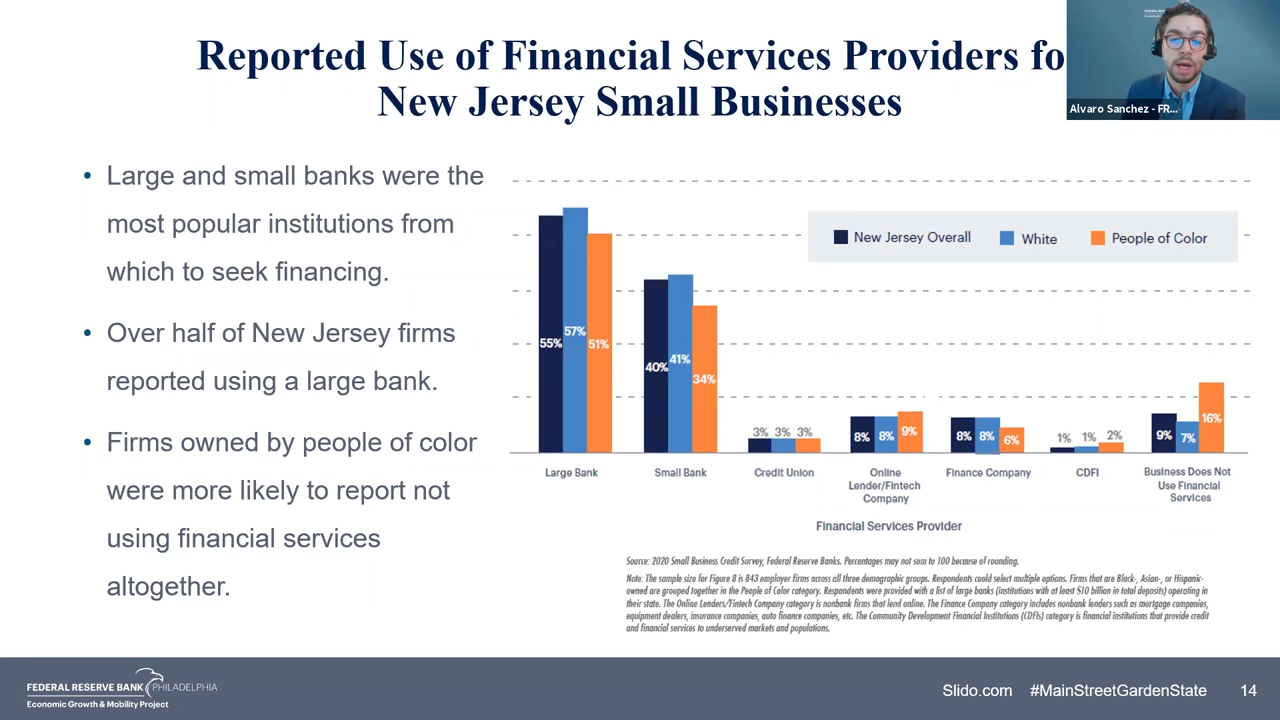 Reported Use of Financial Services Providers fo
New Jersey Small Businesses
FEDERAL RESERVE BANK
Alvaro Sanchez - FR...
• Large and small banks were the
most popular institutions from
which to seek financing.
• Over half of New Jersey firms
reported using a large bank.
• Firms owned by people of color
were more likely to report not
using financial services
altogether.
New Jersey Overall White People of Color
55% 57% 51%
40% 41% 34%
3% 3% 3%
8% 8% 9%
8% 8% 6%
1% 1% 2%
9% 7% 16%
Large Bank
Small Bank
Credit Union
Online
Lender/Fintech
Company
Finance Company
CDFI
Business Does Not
Use Financial
Services
Financial Services Provider
Source: 2020 Small Business Credit Survey, Federal Reserve Banks. Percentages may not sum to 100 because of rounding.
Note: The sample size for Figure 8 is 843 employer firms across all three demographic groups. Respondents could select multiple options. Firms that are Black-, Asian-, or Hispanic-
owned are grouped together in the People of Color category. Respondents were provided with a list of large banks (institutions with at least $10 billion in total deposits) operating in
their state. The Online Lenders/Fintech Company category is nonbank firms that lend online. The Finance Company category includes nonbank lenders such as mortgage companies,
equipment dealers, insurance companies, auto finance companies, etc. The Community Development Financial Institutions (CDFIs) category is financial institutions that provide credit
and financial services to underserved markets and populations.
FEDERAL RESERVE BANK PHILADELPHIA
Economic Growth & Mobility Project
Slido.com #MainStreetGardenState 14